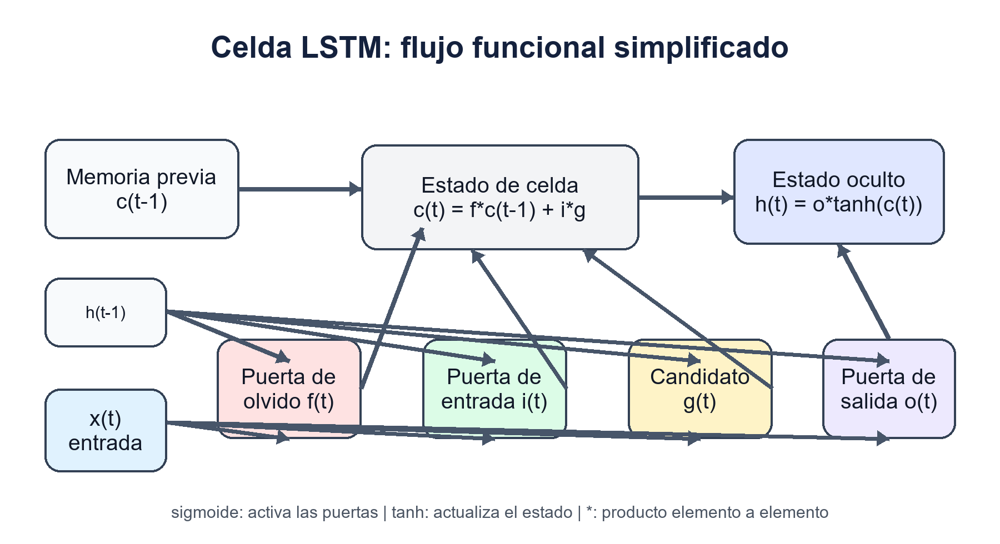 Celda LSTM: flujo funcional simplificado
Memoria previa
c(t-1)
Estado de celda
c(t) = f*c(t-1) + i*g
Estado oculto
h(t) = o*tanh(c(t))
h(t-1)
x(t)
entrada
Puerta de
olvido f(t)
Puerta de
entrada i(t)
Candidato
g(t)
Puerta de
salida o(t)
sigmoide: activa las puertas | tanh: actualiza el estado | *: producto elemento a elemento